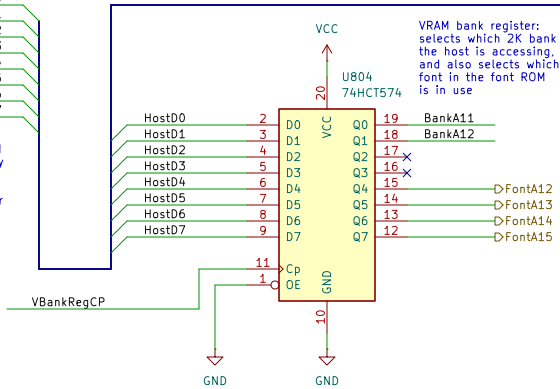 VRAM bank register:
selects which 2K bank
the host is accessing,
and also selects which
font in the font ROM
is in use
VCC
U804
74HCT574
20
VCC
HostD0 2 D0 Q0 19 BankA11
HostD1 3 D1 Q1 18 BankA12
HostD2 4 D2 Q2 17
HostD3 5 D3 Q3 16
HostD4 6 D4 Q4 15 FontA12
HostD5 7 D5 Q5 14 FontA13
HostD6 8 D6 Q6 13 FontA14
HostD7 9 D7 Q7 12 FontA15
11 Cp
1 OE
GND
VBankRegCP
10
GND
GND